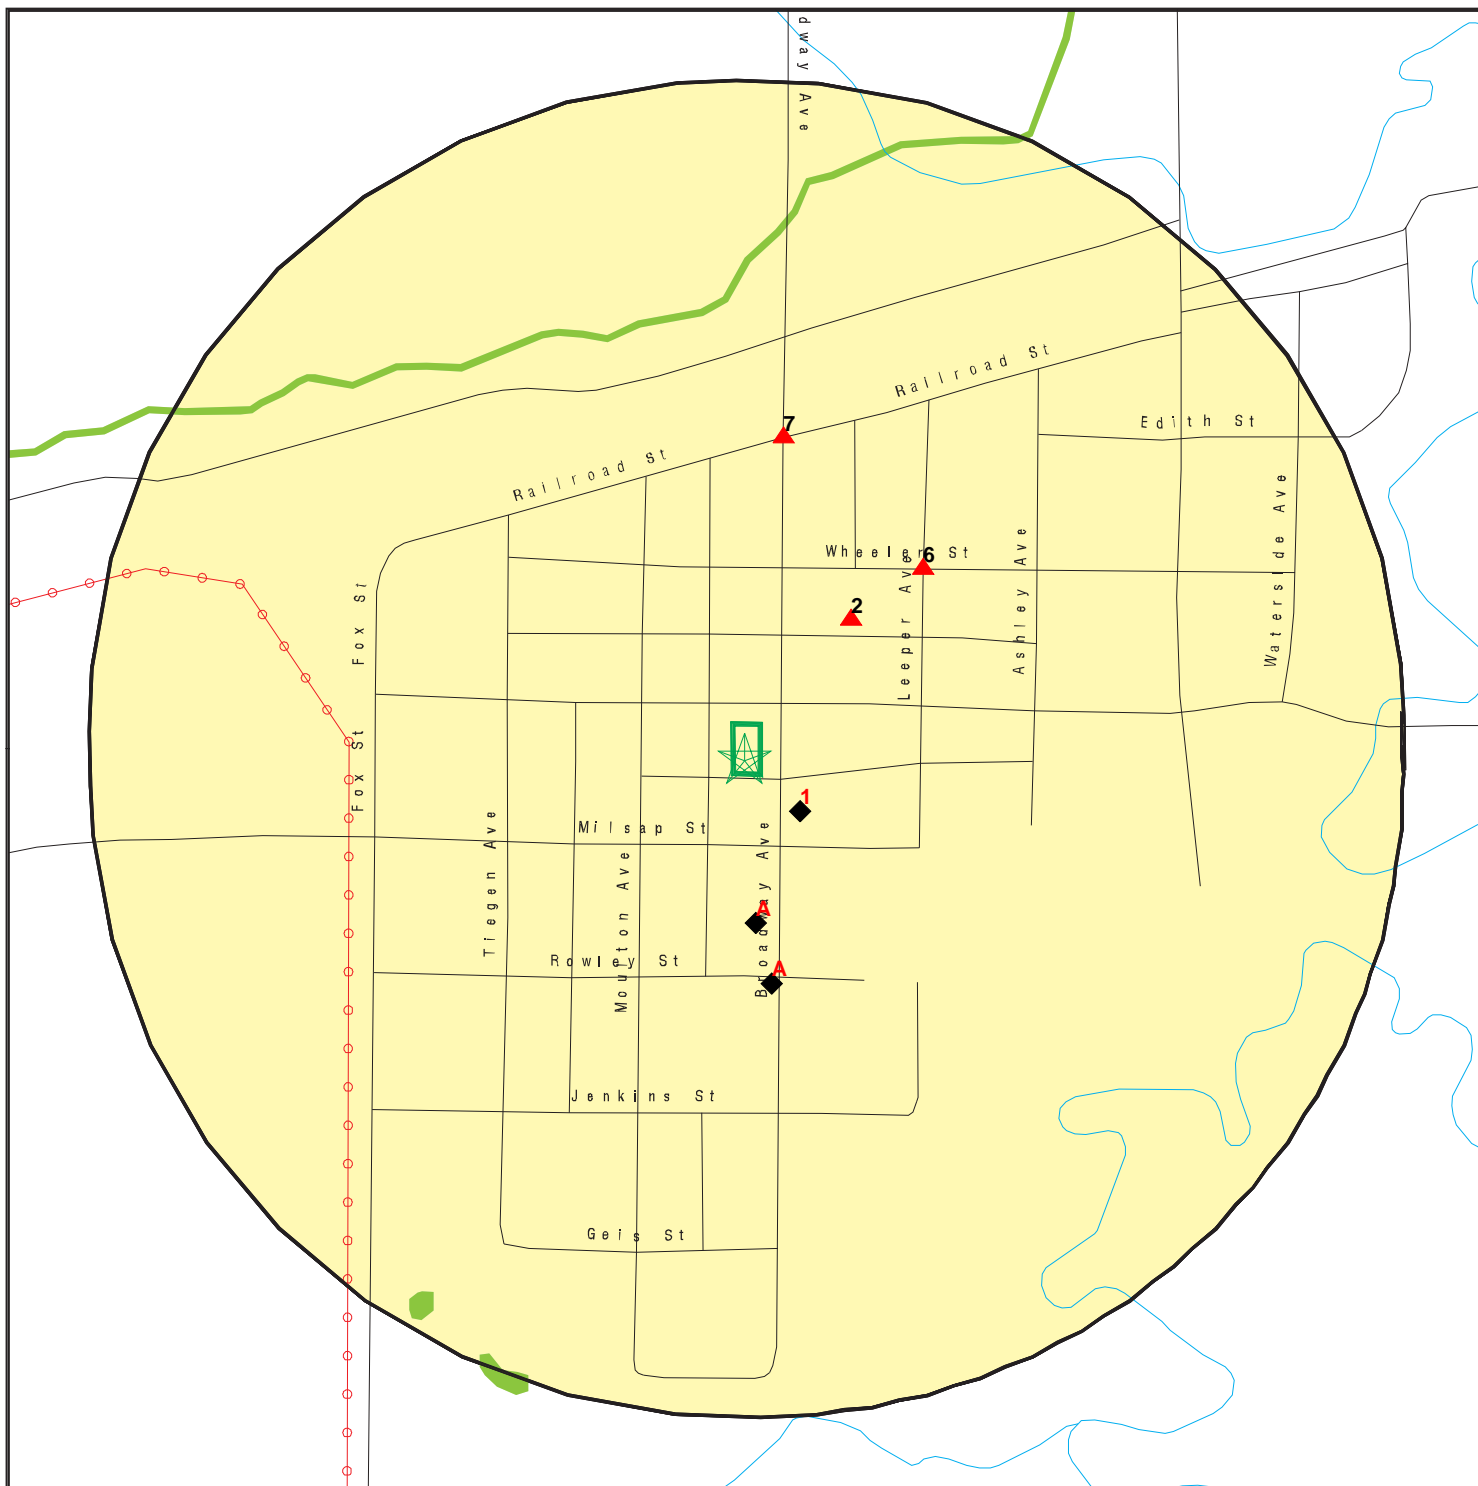 dway Ave
Railroad St
7
Edith St
Railroad St
Wheeler St
6
Ashley Ave
Waterside Ave
Fox St
2
Leeper Ave
Fox St
1
Milsap St
Tiegen Ave
Moulton Ave
Broadway Ave
A
Rowley St
A
Jenkins St
Geis St